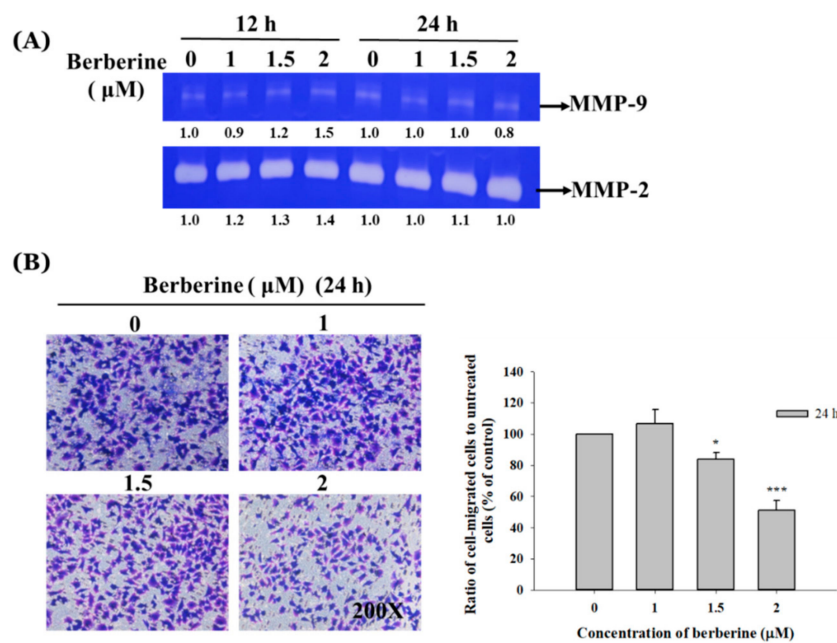 (A)
12 h 24 h
Berberine 0 1 1.5 2 0 1 1.5 2
( μM)
MMP-9
1.0 0.9 1.2 1.5 1.0 1.0 1.0 0.8
MMP-2
1.0 1.2 1.3 1.4 1.0 1.0 1.1 1.0
(B)
Berberine ( μM) (24 h)
0 1
1.5 2
200X
Ratio of cell-migrated cells to untreated
cells (% of control)
140
120
100
80
60
40
20
0
*
***
24 h
0 1 1.5 2
Concentration of berberine (μM)